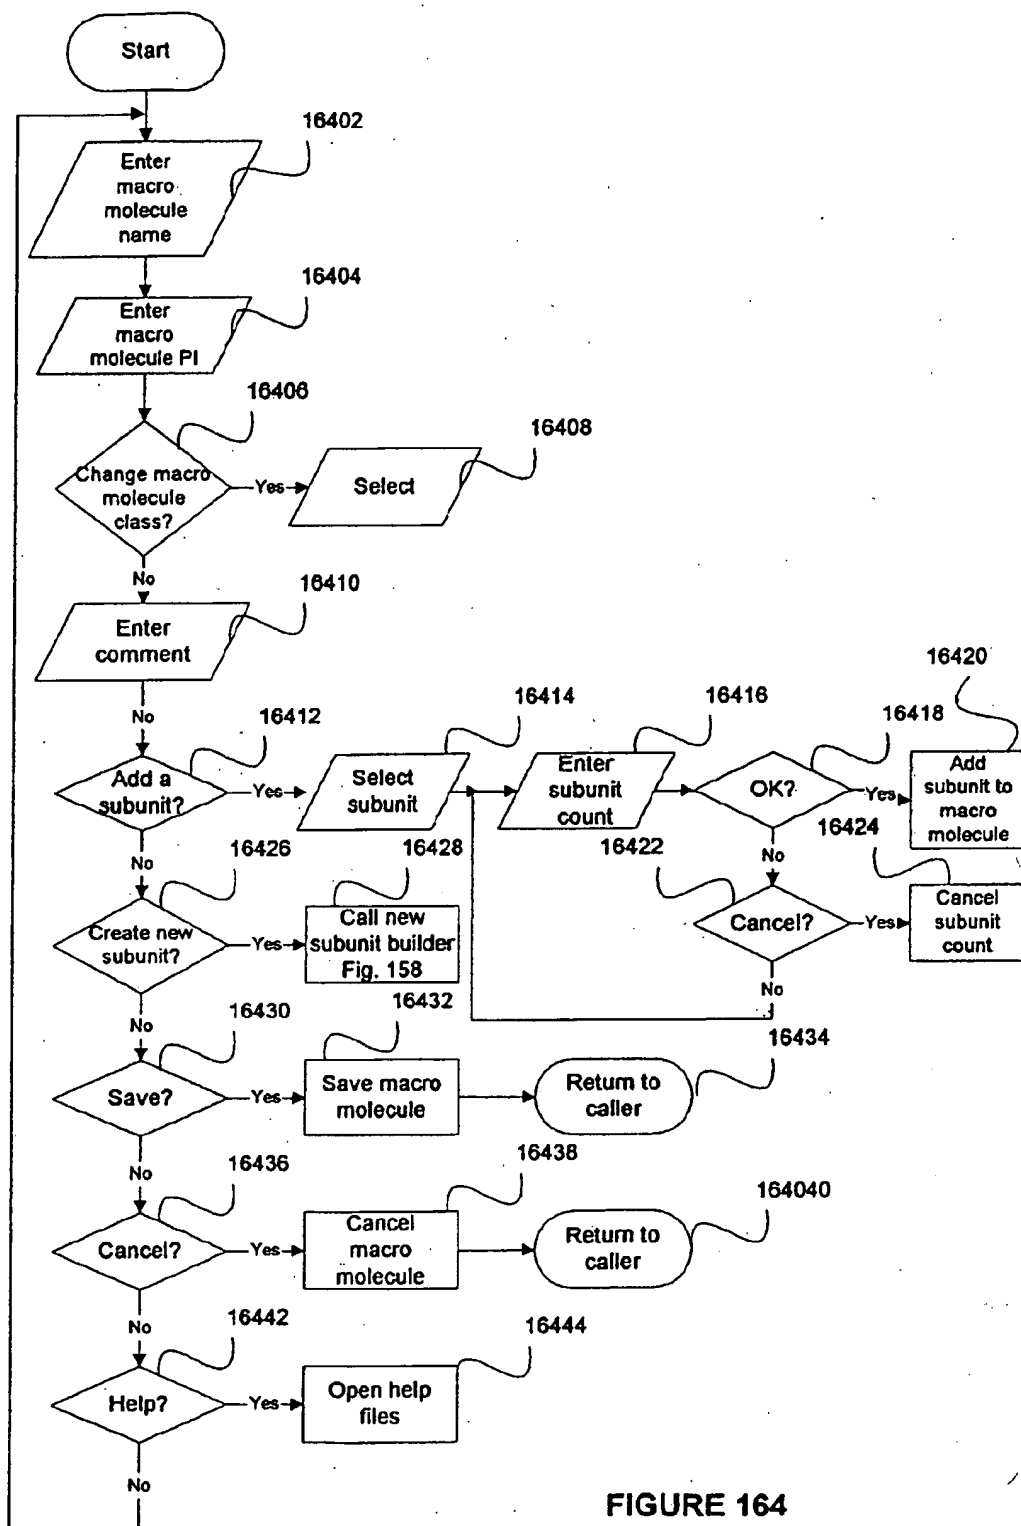 Start
16402
Enter
macro
molecule
name
16404
Enter
macro
molecule PI
16406
Change macro
molecule
class?
Yes
16408
Select
No
16410
Enter
comment
No
16412
Add a
subunit?
Yes
16414
Select
subunit
16416
Enter
subunit
count
16418
OK?
Yes
16420
Add
subunit to
macro
molecule
No
16422
Cancel?
Yes
16424
Cancel
subunit
count
No
No
16426
Create new
subunit?
Yes
16428
Call new
subunit builder
Fig. 158
No
16430
Save?
Yes
16432
Save macro
molecule
16434
Return to
caller
No
16436
Cancel?
Yes
16438
Cancel
macro
molecule
164040
Return to
caller
No
16442
Help?
Yes
16444
Open help
files
No
FIGURE 164